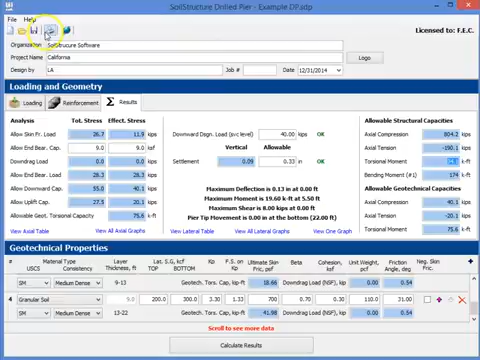 SoilStructure Drilled Pier - Example DP.af*
File Help
Licensed to: F.E.C.
Organization SoilStrucure Software
Project Name California Logo
Design by LA Job # Date 12/31/2014
Loading and Geometry
Loading Reinforcement Σ Results
Analysis Tot. Stress Effect. Stress
Allow Skin Fr. Load 26.7 11.9 kips
Allow End Bear. Cap. 9.0 9.0 ksf
Downdrag Load 0.0 0.0 kips
Allow End Bear. Load 28.3 28.3 kips
Allow Downward Cap. 55.0 40.1 kips
Allow Uplift Cap. 27.5 20.1 kips
Allowable Geot. Torsional Capacity 75.6 k-ft
View Axial Table View All Axial Graphs
Downward Dsgn. Load (svc level) 40.00 kips OK
Vertical Allowable
Settlement 0.09 0.33 in OK
Maximum Deflection is 0.13 in at 0.00 ft
Maximum Moment is 19.60 k-ft at 5.50 ft
Maximum Shear is 8.00 kips at 0.00 ft
Pier Tip Movement is 0.00 in at the bottom (22.00 ft)
View Lateral Table View All Lateral Graphs View One Graph
Allowable Structural Capacities
Axial Compression 804.2 kips
Axial Tension -190.1 kips
Torsional Moment k-ft
Bending Moment (#1) 174 k-ft
Allowable Geotechnical Capacities
Axial Compression 40.1 kips
Axial Tension -20.1 kips
Torsional Moment 75.6 k-ft
Geotechnical Properties
# Material Type USCS Consistency Layer Thickness, ft Lat. S.G, kcf TOP BOTTOM Kp F.S. on Kp Ultimate Skin Fric, psf Beta Cohesion, ksf Unit Weight, pcf Friction Angle, deg Neg. Skin Fric.
SM Medium Dense 9-13 Geotech. Tors. Cap, kip-ft 18.66 Downdrag Load (NSF), kips 0.00 0.54
4 Granular Soil 9.0 200.0 300.0 3.30 1.33 700 0.70 0.30 110.0 31.00
SM Medium Dense 13-22 Geotech. Tors. Cap, kip-ft 41.98 Downdrag Load (NSF), kips 0.00 0.54
Scroll to see more data
Calculate Results